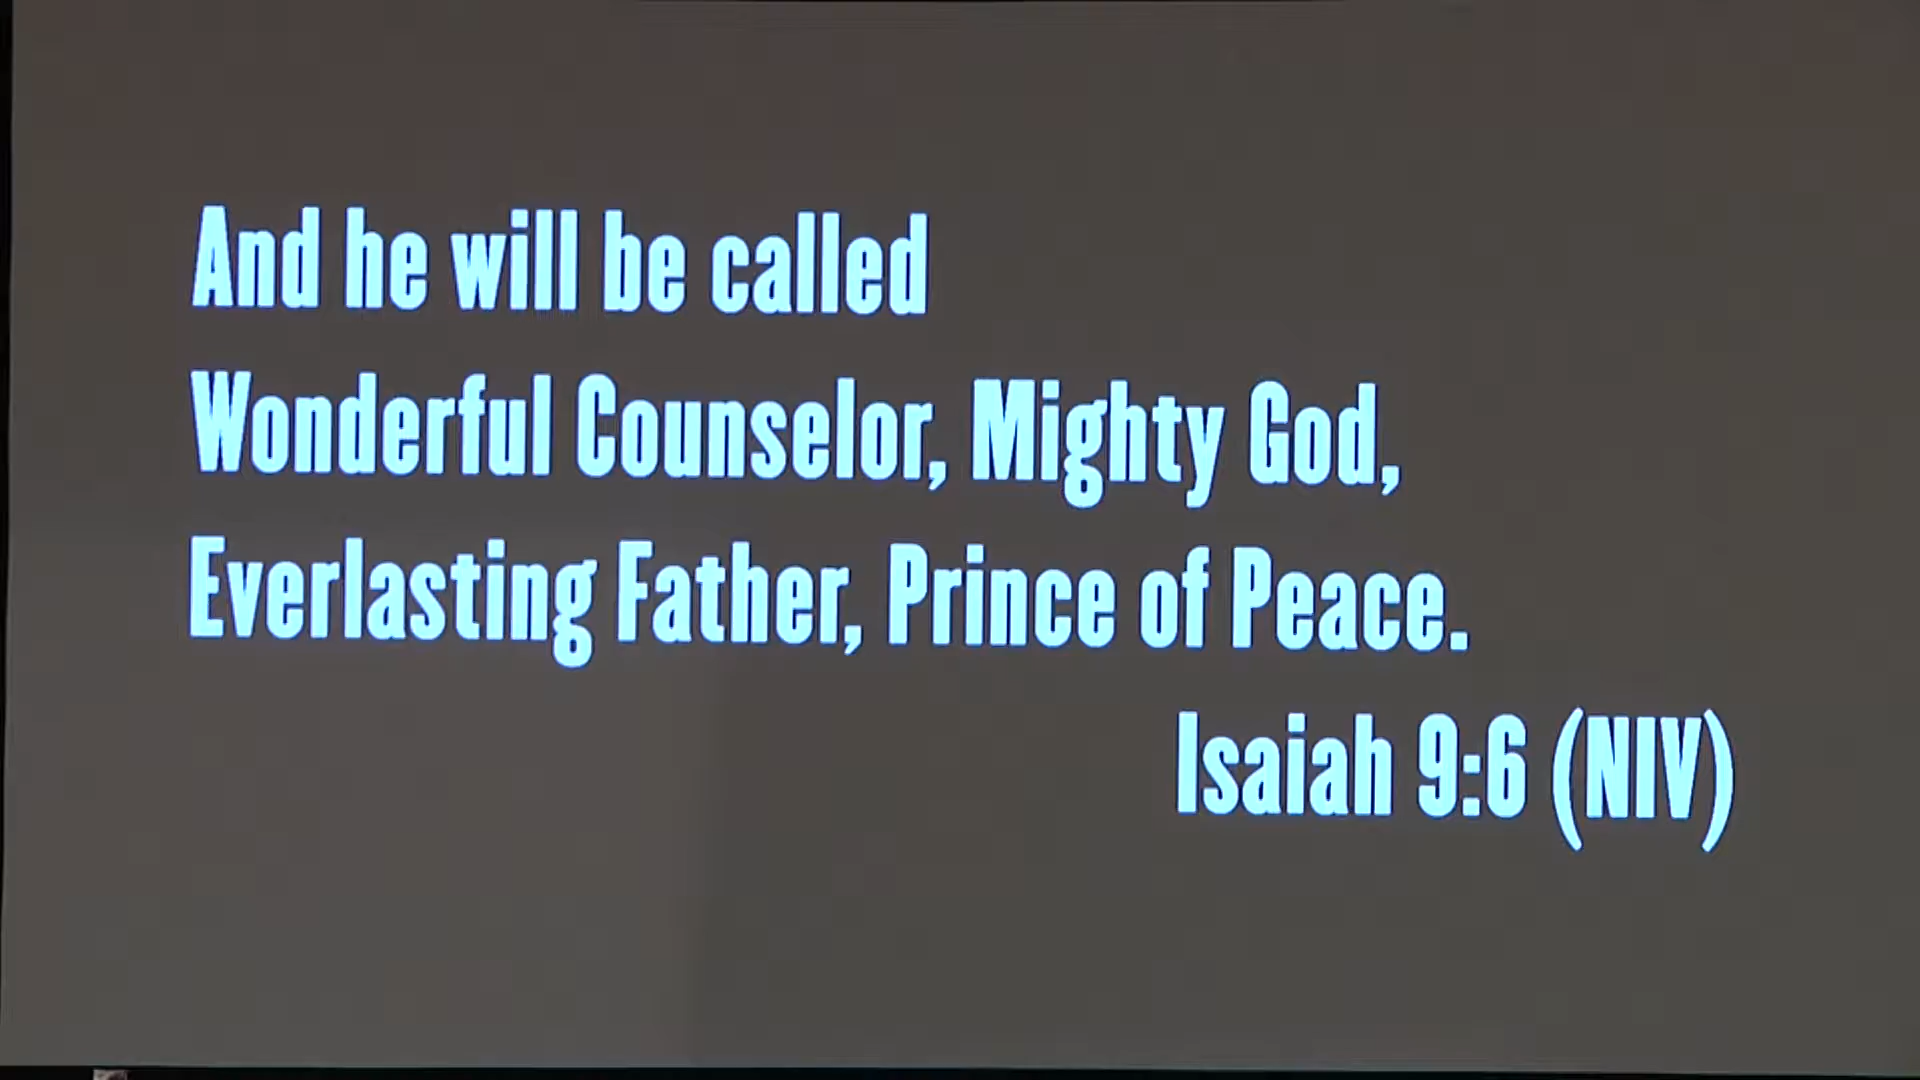 And he will be called
Wonderful Counselor, Mighty God,
Everlasting Father, Prince of Peace.
Isaiah 9:6 (NIV)